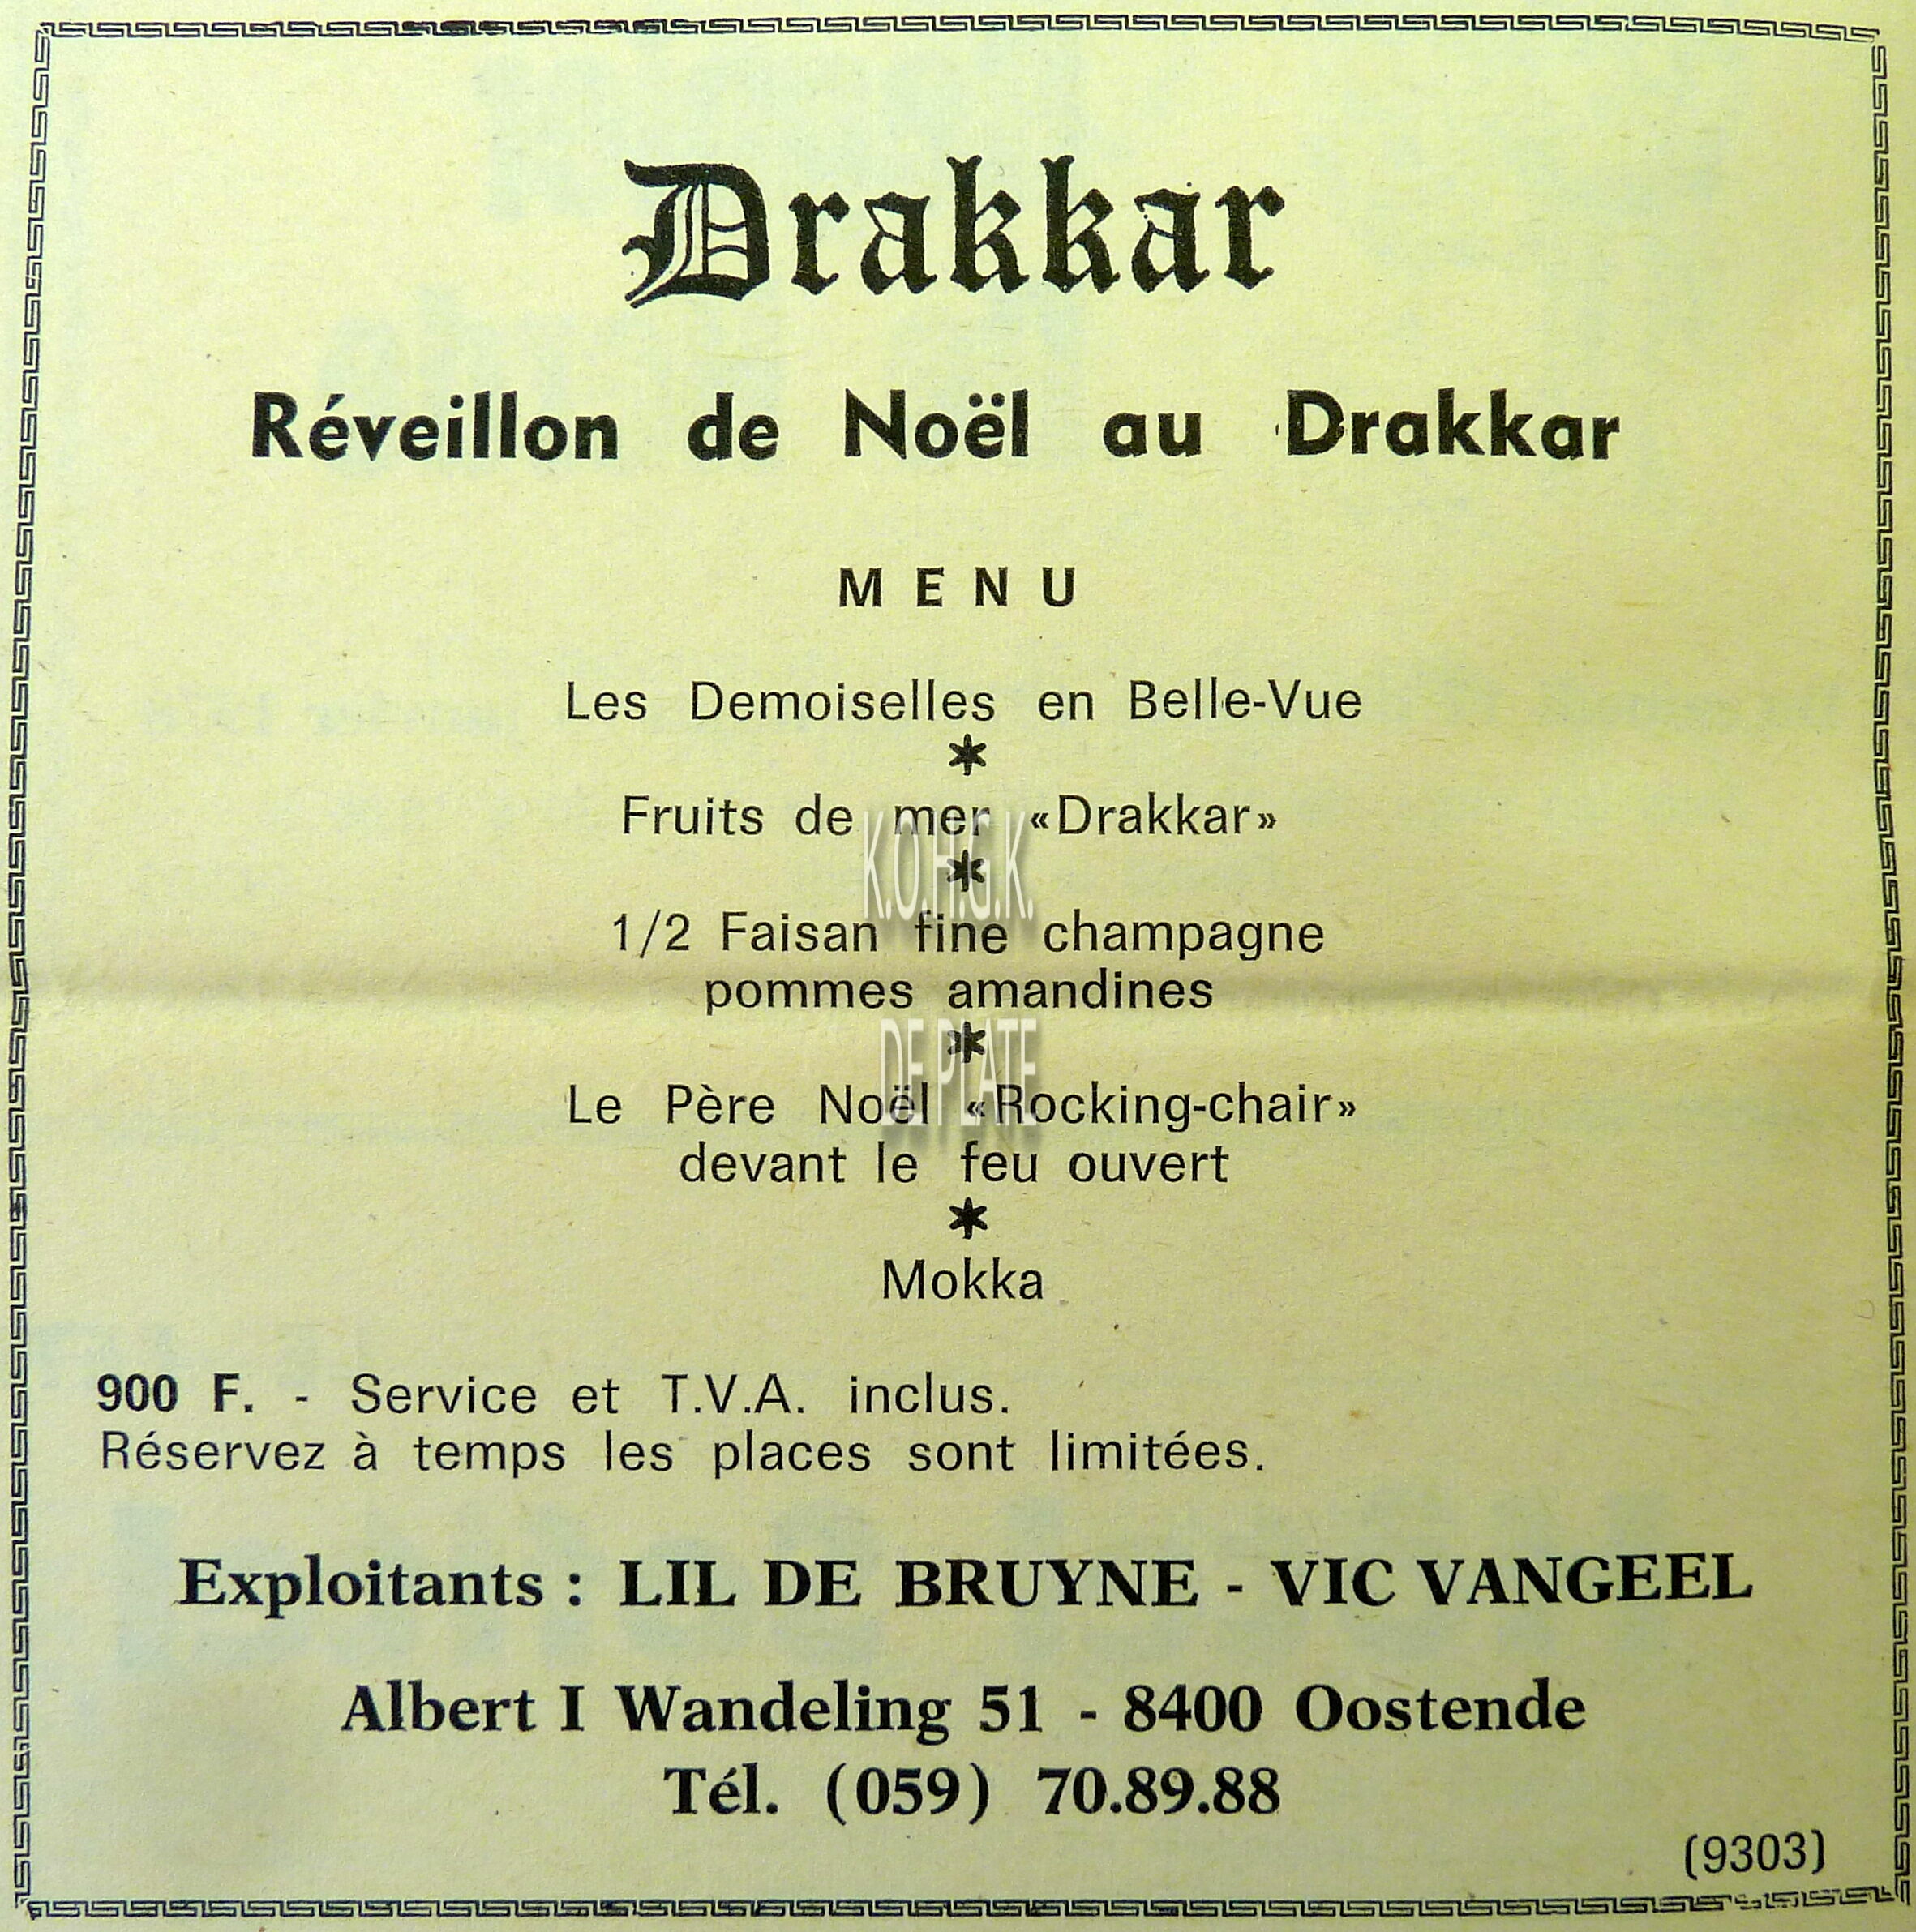 Drakkar
Réveillon de Noël au Drakkar
MENU
Les Demoiselles en Belle-Vue
*
Fruits de mer «Drakkar»
K.O.H.G.K.
*
1/2 Faisan fine champagne
pommes amandines
*
DE PLATE
Le Père Noël «Rocking-chair»
devant le feu ouvert
*
Mokka
900 F. - Service et T.V.A. inclus.
Réservez à temps les places sont limitées.
Exploitants : LIL DE BRUYNE - VIC VANGEEL
Albert I Wandeling 51 - 8400 Oostende
Tél. (059) 70.89.88
(9303)